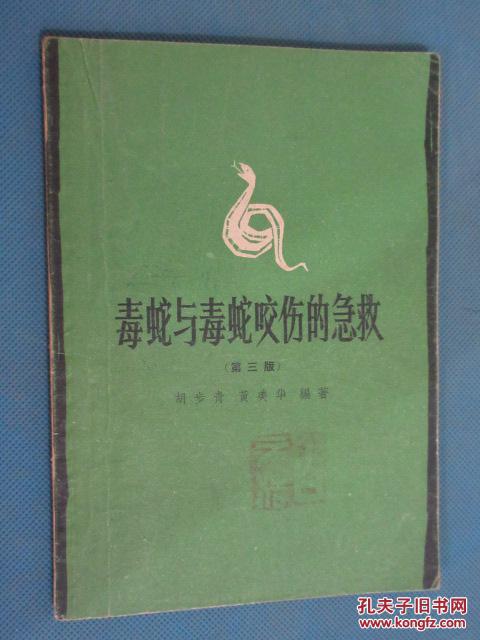 毒蛇与毒蛇咬伤的急救
(第三版)
胡步青 黄美华 编著
孔夫子旧书网
www.kongfz.com